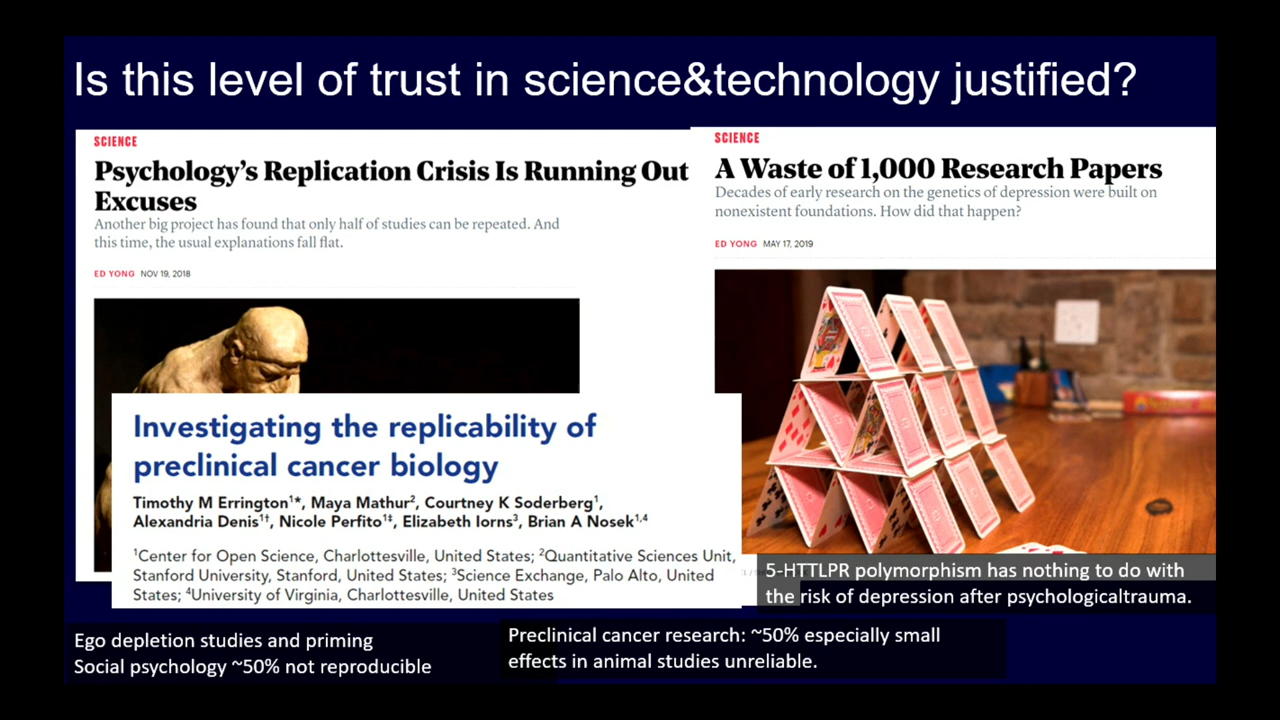 Is this level of trust in science&technology justified?
SCIENCE
Psychology's Replication Crisis Is Running Out
Excuses
Another big project has found that only half of studies can be repeated. And
this time, the usual explanations fall flat.
ED YONG NOV 19, 2018
SCIENCE
A Waste of 1,000 Research Papers
Decades of early research on the genetics of depression were built on
nonexistent foundations. How did that happen?
ED YONG MAY 17, 2019
Investigating the replicability of
preclinical cancer biology
Timothy M Errington¹*, Maya Mathur², Courtney K Soderberg¹,
Alexandria Denis¹†, Nicole Perfito¹‡, Elizabeth Iorns³, Brian A Nosek¹,⁴
¹Center for Open Science, Charlottesville, United States; ²Quantitative Sciences Unit,
Stanford University, Stanford, United States; ³Science Exchange, Palo Alto, United
States; ⁴University of Virginia, Charlottesville, United States
5-HTTLPR polymorphism has nothing to do with
the risk of depression after psychologicaltrauma.
Ego depletion studies and priming
Social psychology ~50% not reproducible
Preclinical cancer research: ~50% especially small
effects in animal studies unreliable.